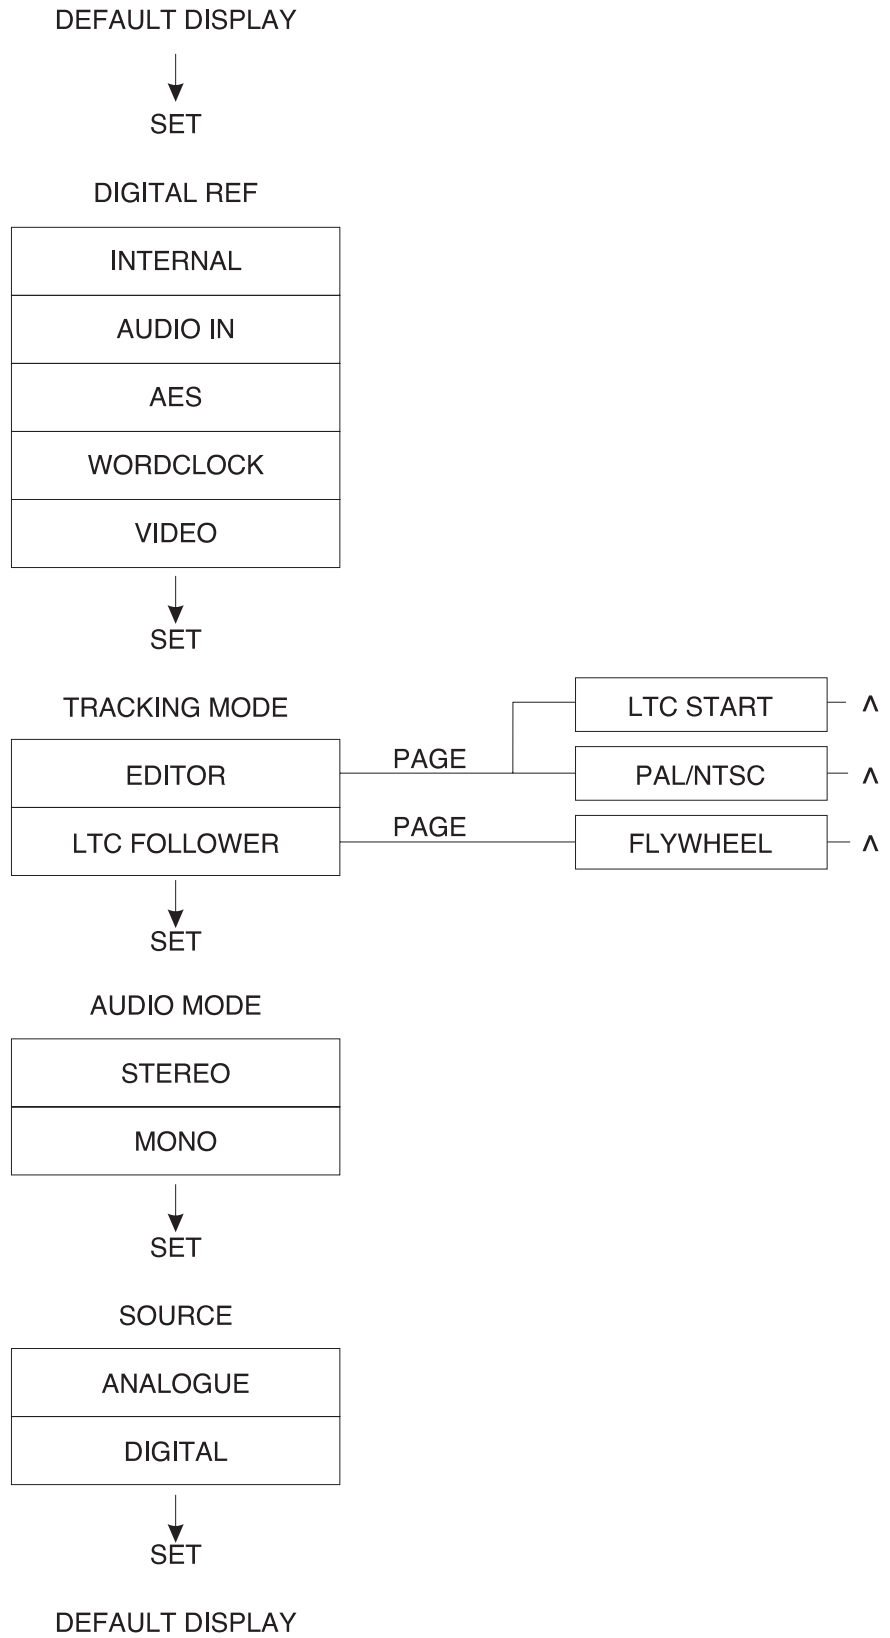 DEFAULT DISPLAY
SET
DIGITAL REF
INTERNAL
AUDIO IN
AES
WORDCLOCK
VIDEO
SET
TRACKING MODE
LTC START ʌ
EDITOR PAGE PAL/NTSC ʌ
LTC FOLLOWER PAGE FLYWHEEL ʌ
SET
AUDIO MODE
STEREO
MONO
SET
SOURCE
ANALOGUE
DIGITAL
SET
DEFAULT DISPLAY